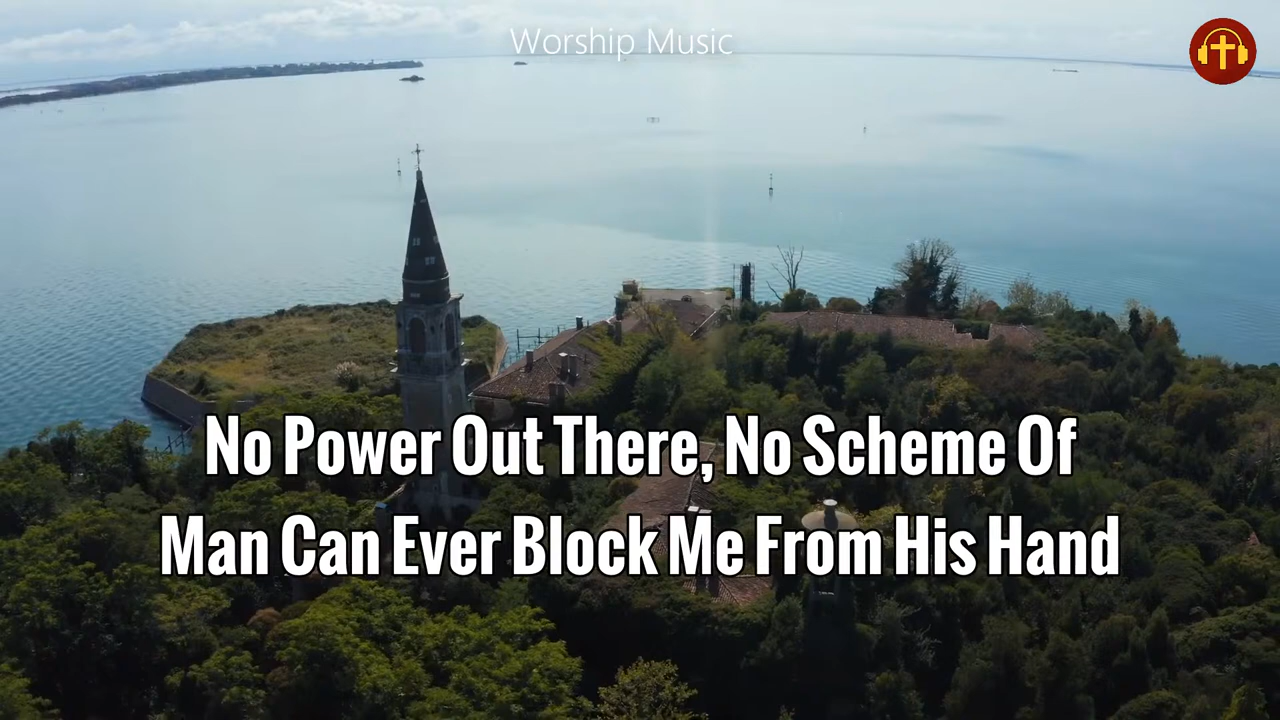 Worship Music
No Power Out There, No Scheme Of
Man Can Ever Block Me From His Hand